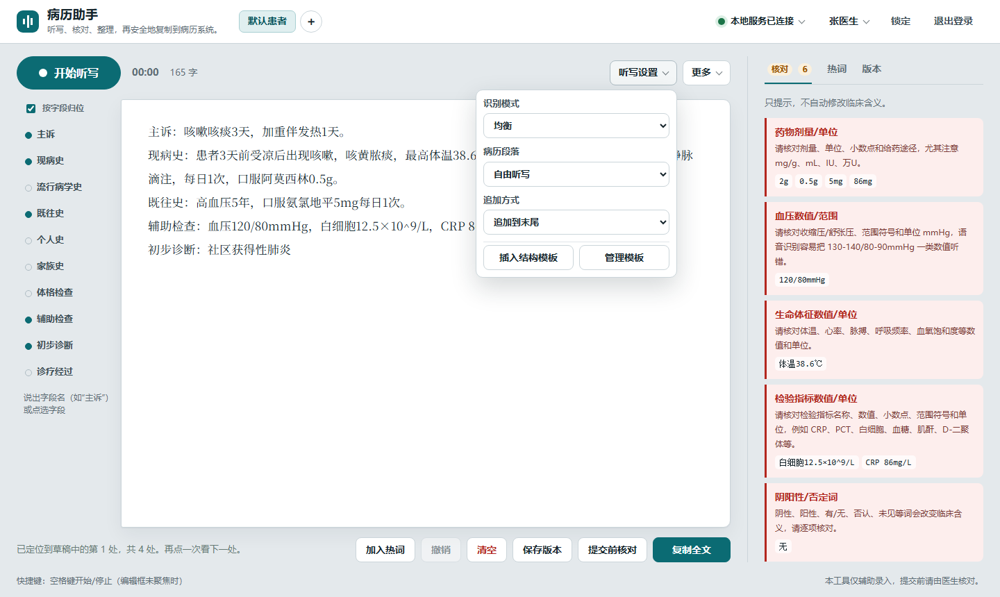 病历助手
听写、核对、整理，再安全地复制到病历系统。
默认患者
+
本地服务已连接
张医生
锁定
退出登录
开始听写
00:00
165 字
听写设置
更多
按字段归位
主诉
现病史
流行病学史
既往史
个人史
家族史
体格检查
辅助检查
初步诊断
诊疗经过
说出字段名（如“主诉”）
或点选字段
主诉：咳嗽咳痰3天，加重伴发热1天。
现病史：患者3天前受凉后出现咳嗽，咳黄脓痰，最高体温38.6
脉
滴注，每日1次，口服阿莫西林0.5g。
既往史：高血压5年，口服氨氯地平5mg每日1次。
辅助检查：血压120/80mmHg，白细胞12.5×10^9/L，CRP 8
初步诊断：社区获得性肺炎
识别模式
均衡
病历段落
自由听写
追加方式
追加到末尾
插入结构模板
管理模板
核对 6
热词
版本
只提示，不自动修改临床含义。
药物剂量/单位
请核对剂量、单位、小数点和给药途径，尤其注意
mg/g、mL、IU、万U。
2g 0.5g 5mg 86mg
血压数值/范围
请核对收缩压/舒张压、范围符号和单位 mmHg，语
音识别容易把 130-140/80-90mmHg 一类数值听
错。
120/80mmHg
生命体征数值/单位
请核对体温、心率、脉搏、呼吸频率、血氧饱和度等数
值和单位。
体温38.6℃
检验指标数值/单位
请核对检验指标名称、数值、小数点、范围符号和单
位，例如 CRP、PCT、白细胞、血糖、肌酐、D-二聚
体等。
白细胞12.5×10^9/L CRP 86mg/L
阴阳性/否定词
阴性、阳性、有/无、否认、未见等词会改变临床含
义，请逐项核对。
无
已定位到草稿中的第 1 处，共 4 处。再点一次看下一处。
加入热词
撤销
清空
保存版本
提交前核对
复制全文
快捷键：空格键开始/停止（编辑框未聚焦时）
本工具仅辅助录入，提交前请由医生核对。